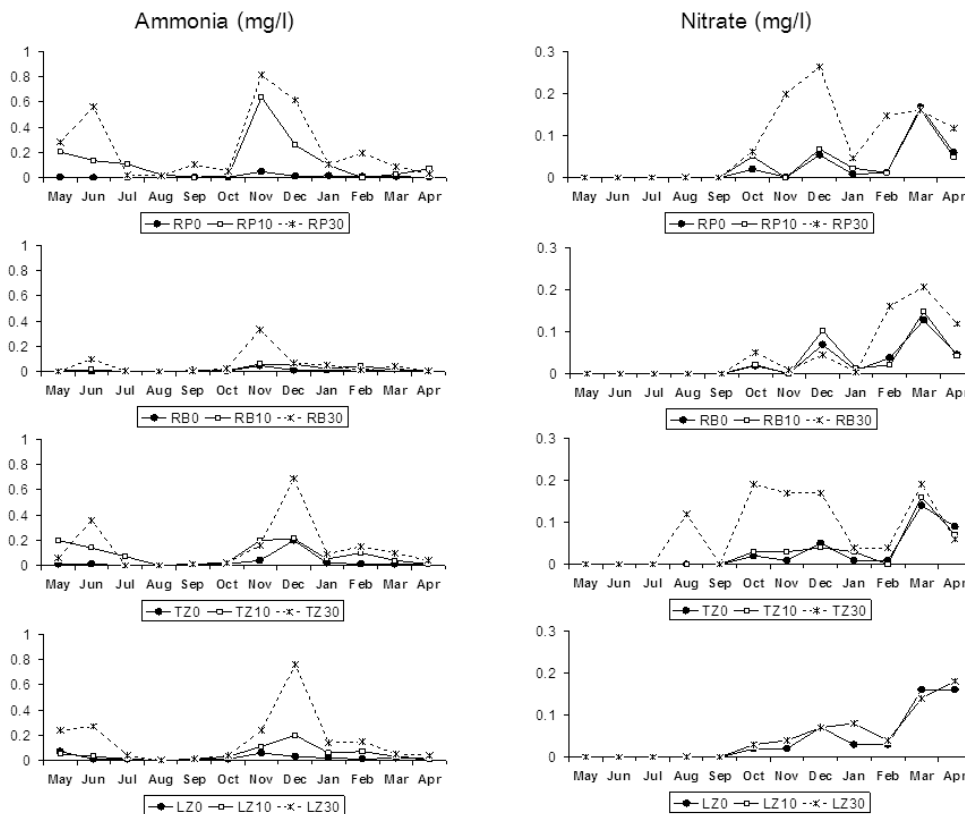 Ammonia (mg/l)
Nitrate (mg/l)
1
0.8
0.6
0.4
0.2
0
May Jun Jul Aug Sep Oct Nov Dec Jan Feb Mar Apr
RP0 RP10 RP30
0.3
0.2
0.1
0
May Jun Jul Aug Sep Oct Nov Dec Jan Feb Mar Apr
RP0 RP10 RP30
1
0.8
0.6
0.4
0.2
0
May Jun Jul Aug Sep Oct Nov Dec Jan Feb Mar Apr
RB0 RB10 RB30
0.3
0.2
0.1
0
May Jun Jul Aug Sep Oct Nov Dec Jan Feb Mar Apr
RB0 RB10 RB30
1
0.8
0.6
0.4
0.2
0
May Jun Jul Aug Sep Oct Nov Dec Jan Feb Mar Apr
TZ0 TZ10 TZ30
0.3
0.2
0.1
0
May Jun Jul Aug Sep Oct Nov Dec Jan Feb Mar Apr
TZ0 TZ10 TZ30
1
0.8
0.6
0.4
0.2
0
May Jun Jul Aug Sep Oct Nov Dec Jan Feb Mar Apr
LZ0 LZ10 LZ30
0.3
0.2
0.1
0
May Jun Jul Aug Sep Oct Nov Dec Jan Feb Mar Apr
LZ0 LZ10 LZ30